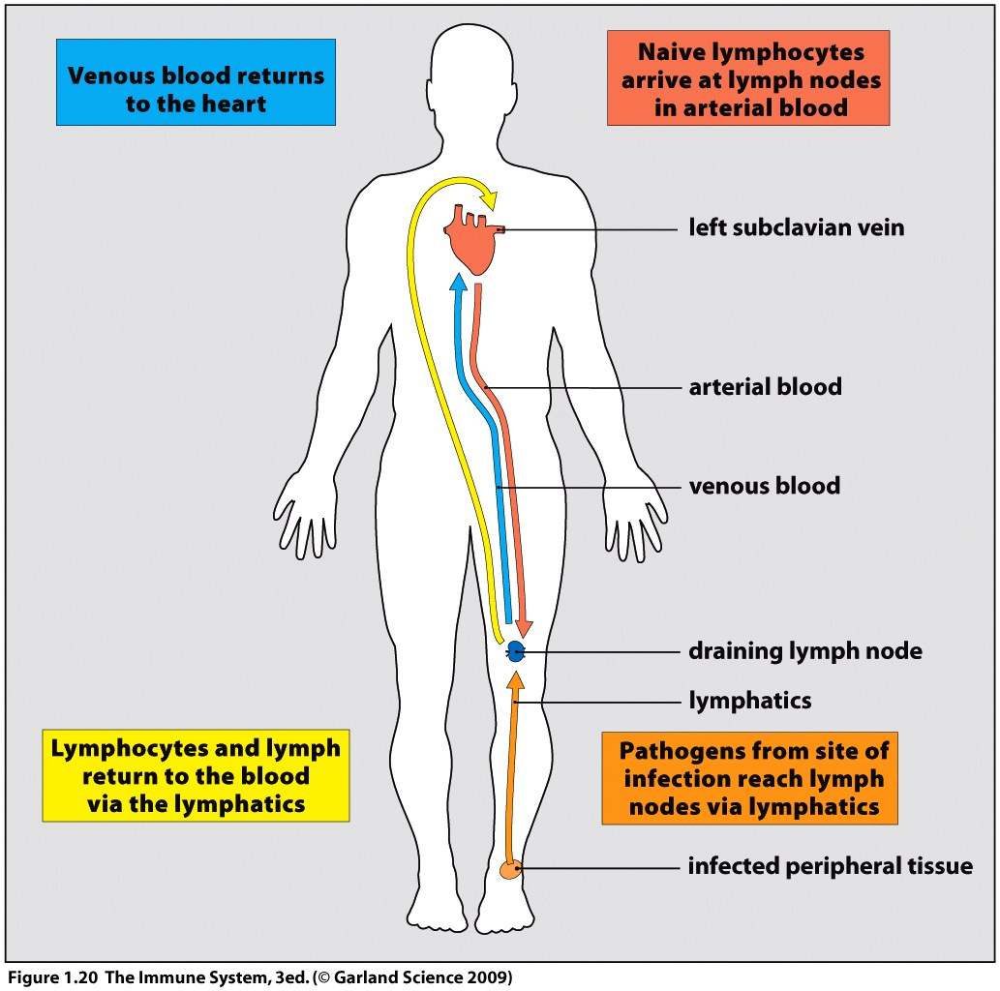 Venous blood returns
to the heart
Naive lymphocytes
arrive at lymph nodes
in arterial blood
left subclavian vein
arterial blood
venous blood
draining lymph node
lymphatics
Lymphocytes and lymph
return to the blood
via the lymphatics
Pathogens from site of
infection reach lymph
nodes via lymphatics
infected peripheral tissue
Figure 1.20 The Immune System, 3ed. (© Garland Science 2009)